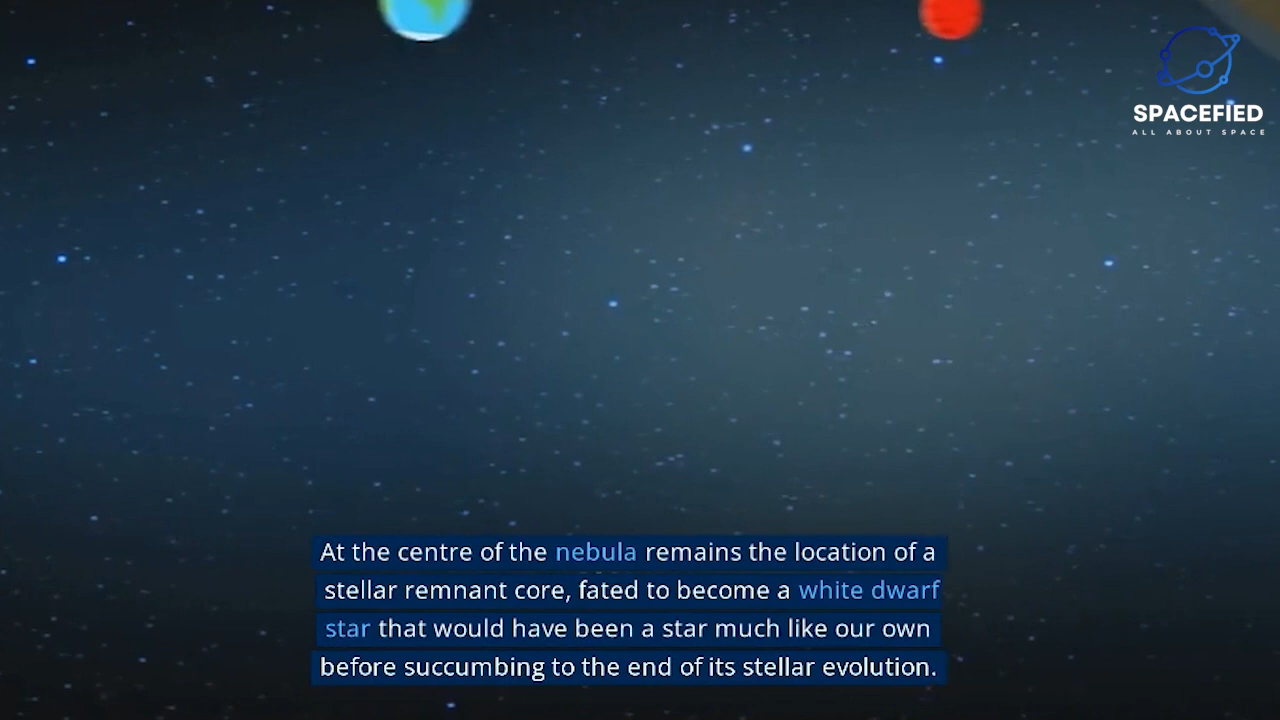 SPACEFIED
ALL ABOUT SPACE
At the centre of the nebula remains the location of a
stellar remnant core, fated to become a white dwarf
star that would have been a star much like our own
before succumbing to the end of its stellar evolution.